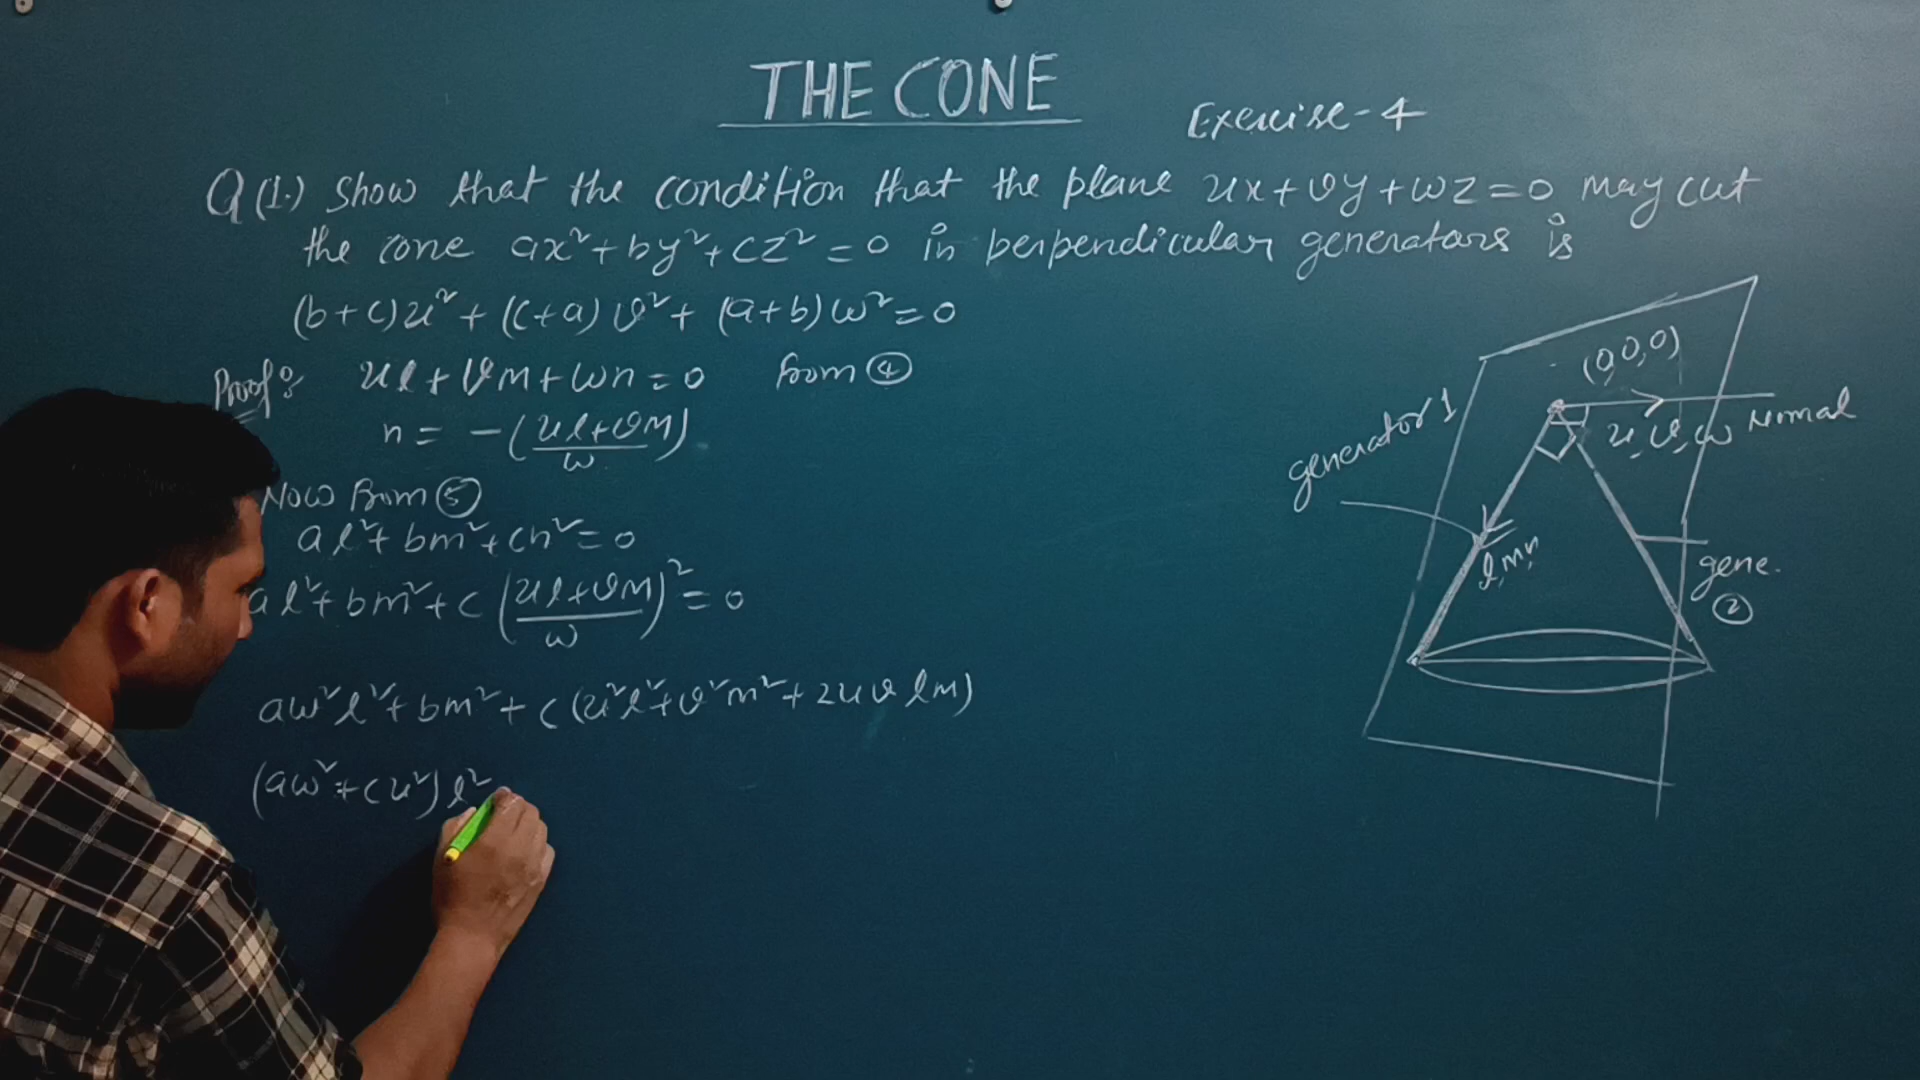 THE CONE
Exercise-4
Q(1.) Show that the condition that the plane ux+vy+wz=0 may cut
the cone ax²+by²+cz²=0 in perpendicular generators is
(b+c)u²+(c+a)v²+(a+b)w²=0
Proof: ul+vm+wn=0 from ④
n = -(ul+vm)/w
Now from ⑤
al²+bm²+cn²=0
al²+bm²+c((ul+vm)/w)²=0
aw²l²+bm²+c(u²l²+v²m²+2uvlm)
(aw²+cu²)l²
(0,0,0)
generator 1
u,v,w Normal
l,m,n
gene.
②